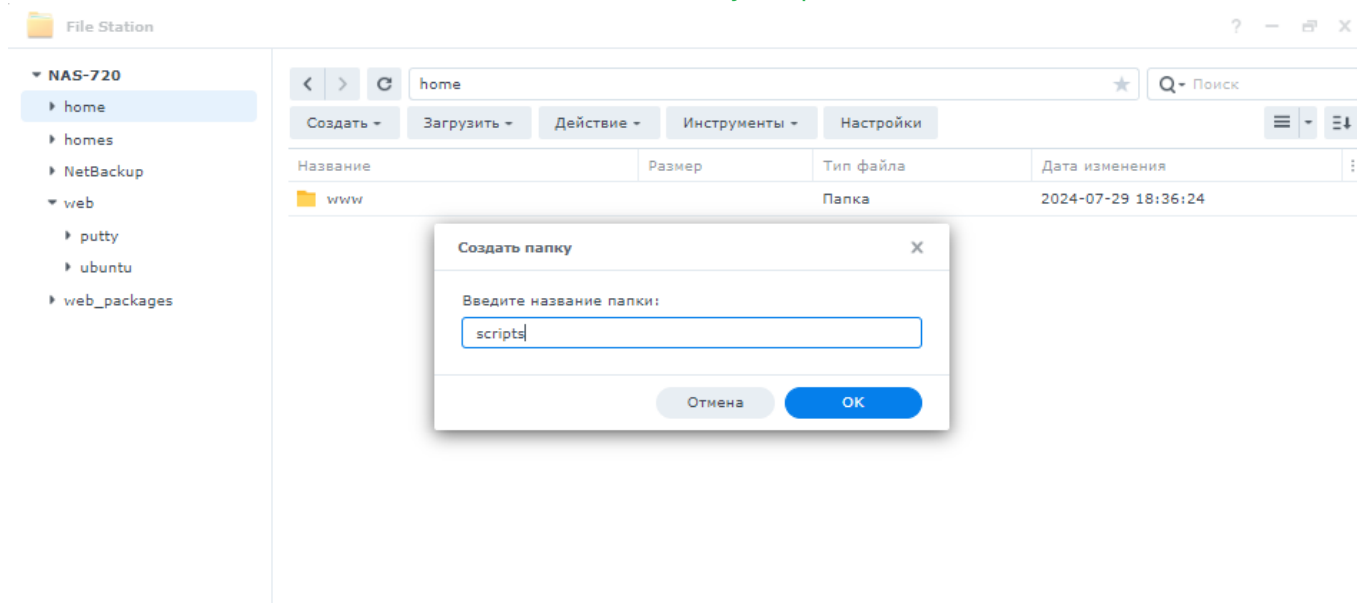 File Station
NAS-720
home
homes
NetBackup
web
putty
ubuntu
web_packages
home
Поиск
Создать Загрузить Действие Инструменты Настройки
Название Размер Тип файла Дата изменения
www Папка 2024-07-29 18:36:24
Создать папку
Введите название папки:
scripts
Отмена ОК